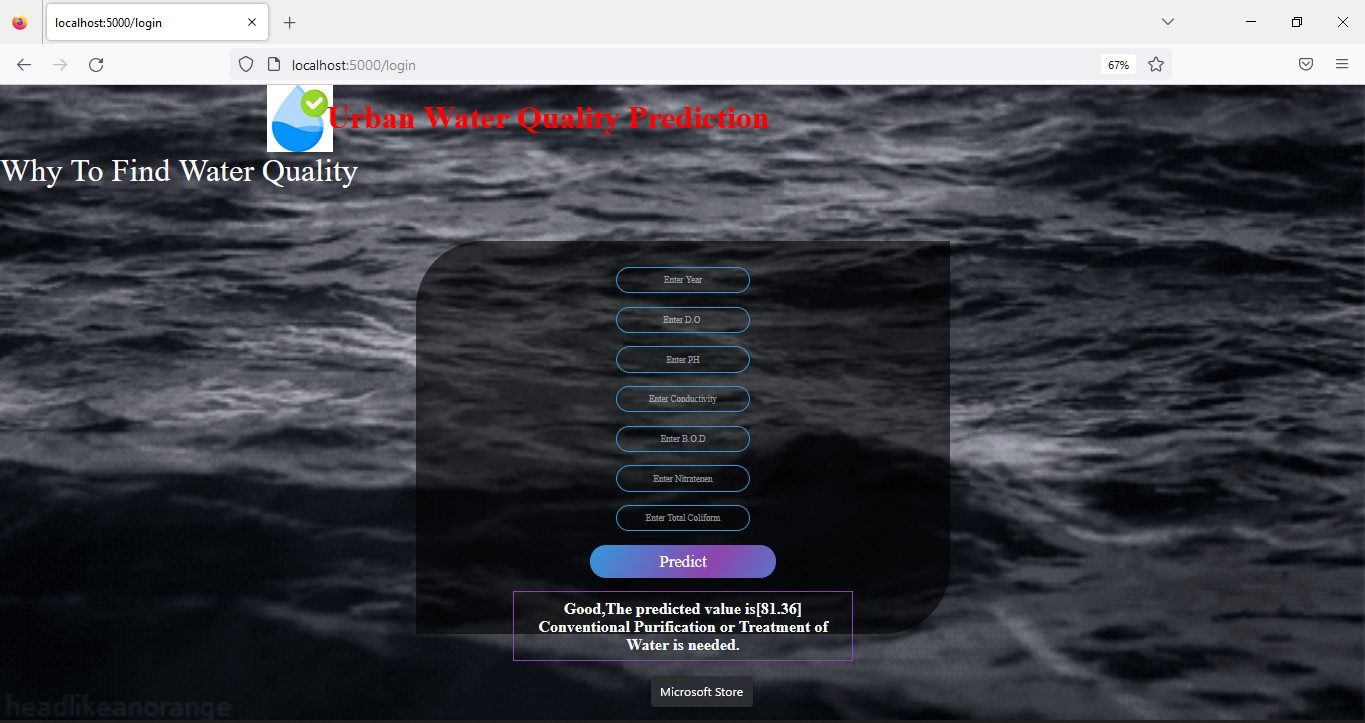 localhost:5000/login
localhost:5000/login
67%
Urban Water Quality Prediction
Why To Find Water Quality
Enter Year
Enter D.O
Enter PH
Enter Conductivity
Enter B.O.D
Enter Nitratenen
Enter Total Coliform
Predict
Good,The predicted value is[81.36]
Conventional Purification or Treatment of
Water is needed.
Microsoft Store
headlikeanorange